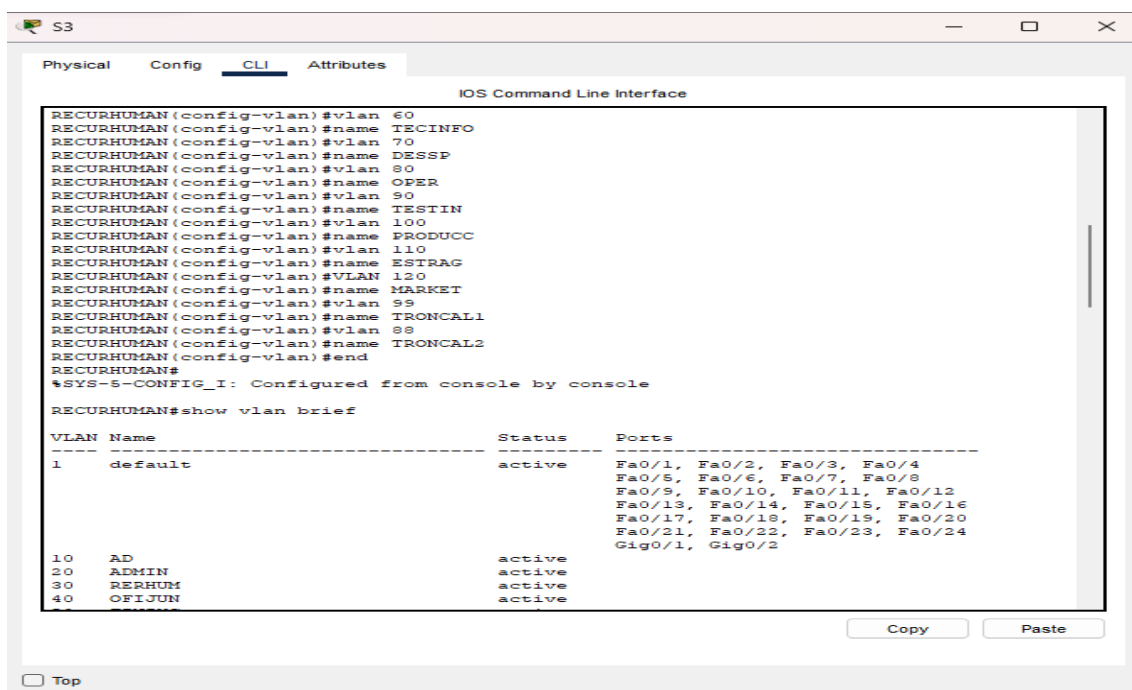 S3
Physical Config CLI Attributes
IOS Command Line Interface
RECURHUMAN(config-vlan)#vlan 60
RECURHUMAN(config-vlan)#name TECINFO
RECURHUMAN(config-vlan)#vlan 70
RECURHUMAN(config-vlan)#name DESSP
RECURHUMAN(config-vlan)#vlan 80
RECURHUMAN(config-vlan)#name OPER
RECURHUMAN(config-vlan)#vlan 90
RECURHUMAN(config-vlan)#name TESTIN
RECURHUMAN(config-vlan)#vlan 100
RECURHUMAN(config-vlan)#name PRODUCC
RECURHUMAN(config-vlan)#vlan 110
RECURHUMAN(config-vlan)#name ESTRAG
RECURHUMAN(config-vlan)#VLAN 120
RECURHUMAN(config-vlan)#name MARKET
RECURHUMAN(config-vlan)#vlan 99
RECURHUMAN(config-vlan)#name TRONCAL1
RECURHUMAN(config-vlan)#vlan 88
RECURHUMAN(config-vlan)#name TRONCAL2
RECURHUMAN(config-vlan)#end
RECURHUMAN#
%SYS-5-CONFIG_I: Configured from console by console
RECURHUMAN#show vlan brief
VLAN Name Status Ports
---- -------------------------------- --------- -------------------------------
1 default active Fa0/1, Fa0/2, Fa0/3, Fa0/4
Fa0/5, Fa0/6, Fa0/7, Fa0/8
Fa0/9, Fa0/10, Fa0/11, Fa0/12
Fa0/13, Fa0/14, Fa0/15, Fa0/16
Fa0/17, Fa0/18, Fa0/19, Fa0/20
Fa0/21, Fa0/22, Fa0/23, Fa0/24
Gig0/1, Gig0/2
10 AD active
20 ADMIN active
30 RERHUM active
40 OFIJUN active
Copy Paste
Top